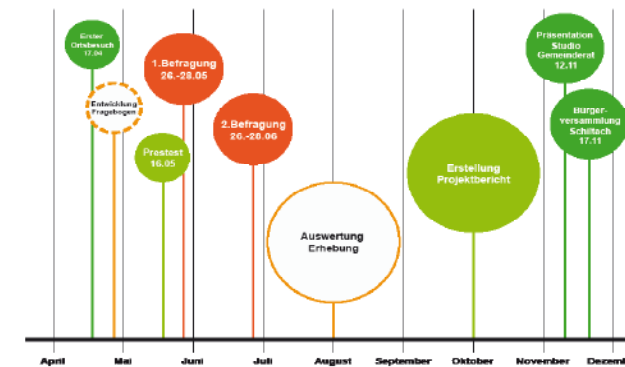 Erster
Ortsbesuch
17.04
Entwicklung
Fragebogen
Prestest
16.05
1.Befragung
26.-28.05
2.Befragung
26.-28.06
Auswertung
Erhebung
Erstellung
Projektbericht
Präsentation
Studio
Gemeinderat
12.11
Bürger-
versammlung
Schiltach
17.11
April
Mai
Juni
Juli
August
September
Oktober
November
Dezem